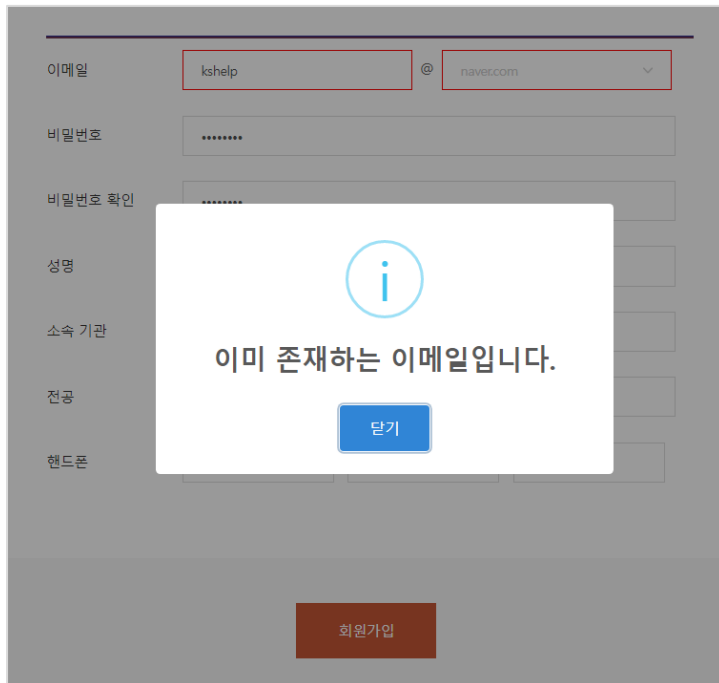 이메일 kshelp @ naver.com
비밀번호 ••••••••
비밀번호 확인 ••••••••
성명
이미 존재하는 이메일입니다.
소속 기관
전공
닫기
핸드폰
회원가입